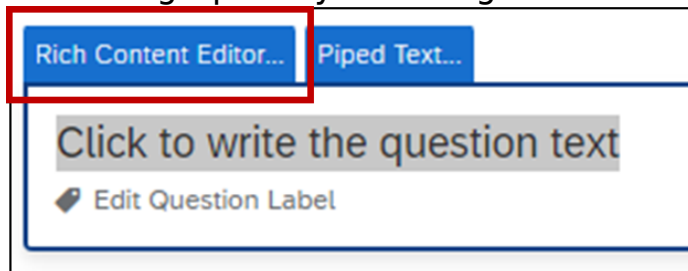 Rich Content Editor... Piped Text...
Click to write the question text
Edit Question Label